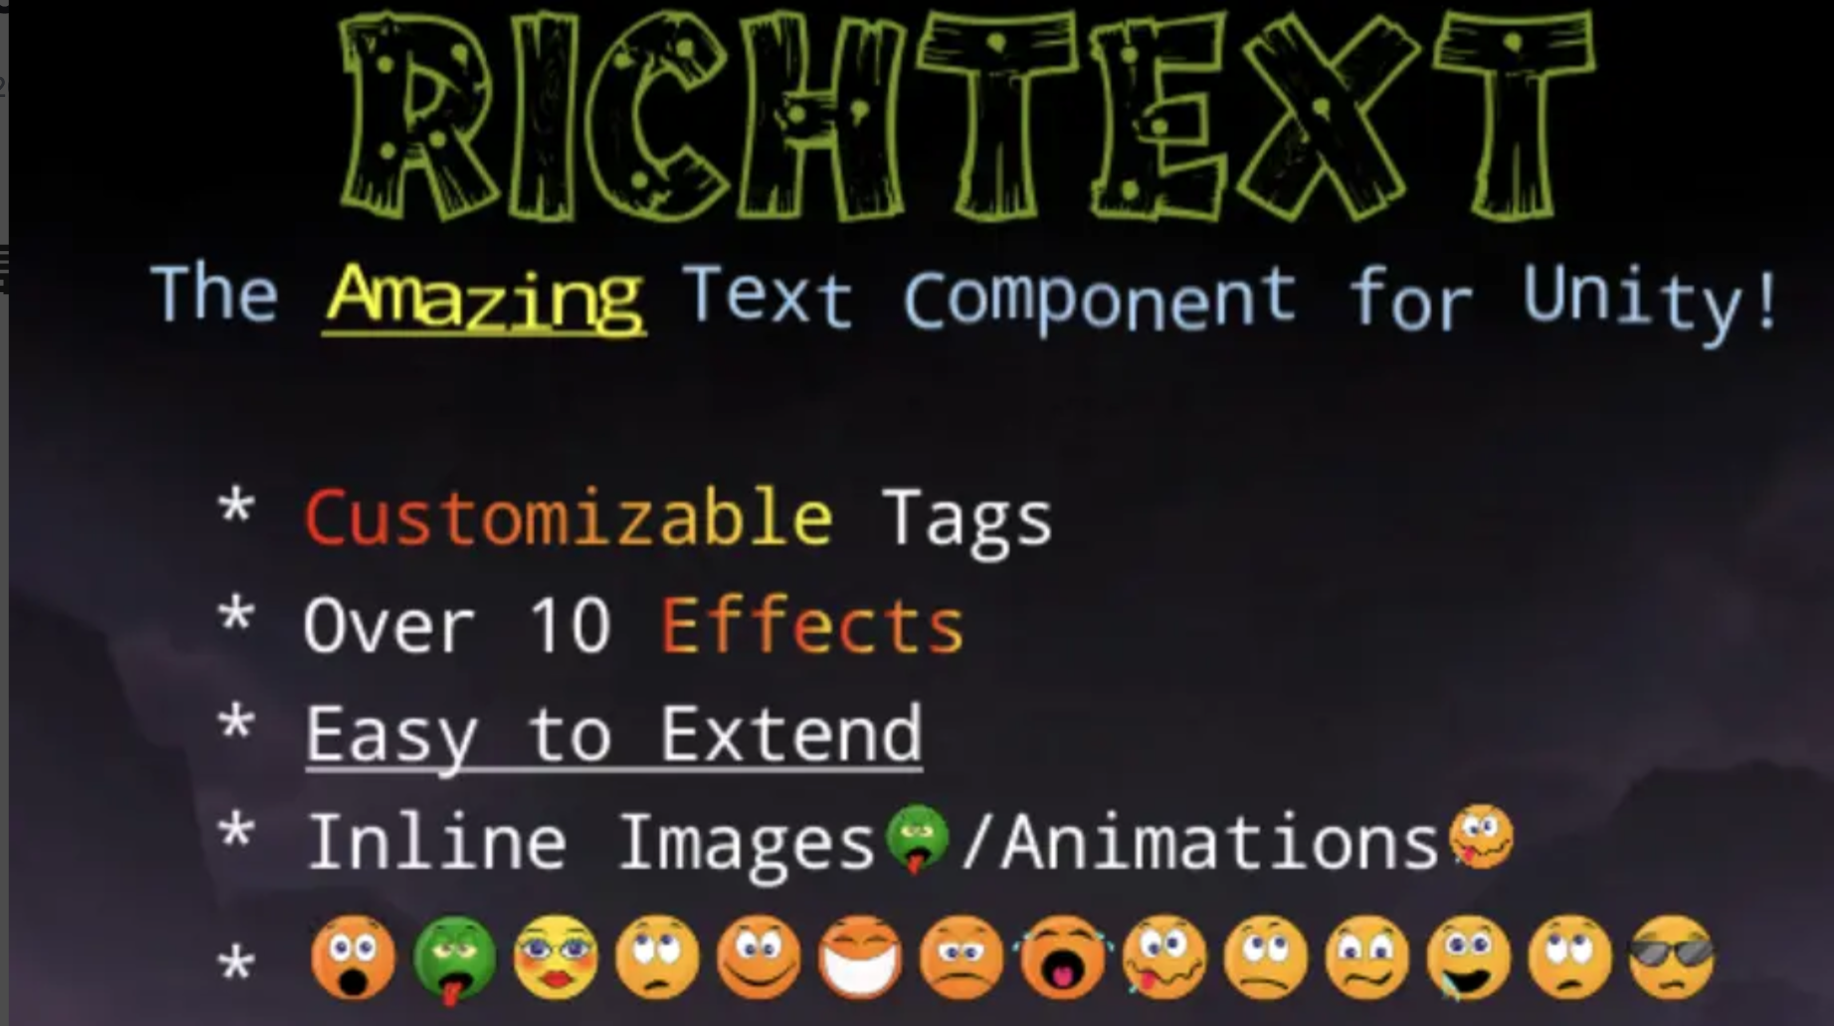 RICHTEXT
The Amazing Text Component for Unity!
* Customizable Tags
* Over 10 Effects
* Easy to Extend
* Inline Images/Animations
*